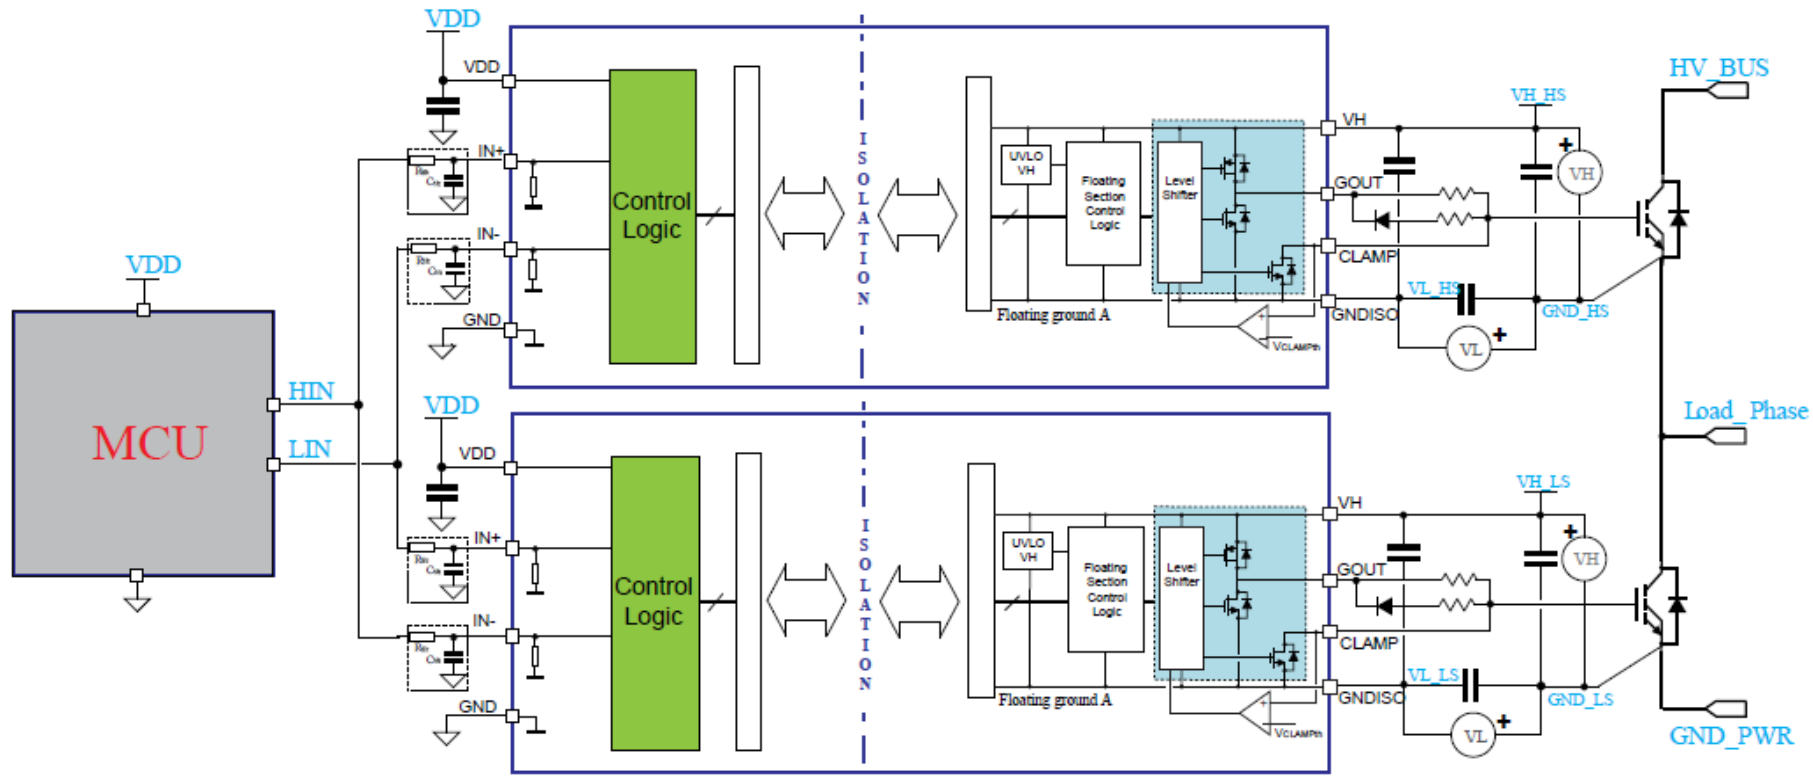 VDD
VDD
IN+
IN-
GND
Control
Logic
ISOLATION
UVLO
VH
Floating
Section
Control
Logic
Level
Shifter
Floating ground A
VCLAMPth
VH
GOUT
CLAMP
GNDISO
VH_HS
+
VH
VL_HS
+
VL
GND_HS
HV_BUS
VDD
MCU
HIN
LIN
Load_Phase
VDD
VDD
IN+
IN-
GND
Control
Logic
ISOLATION
UVLO
VH
Floating
Section
Control
Logic
Level
Shifter
Floating ground A
VCLAMPth
VH
GOUT
CLAMP
GNDISO
VH_LS
+
VH
VL_LS
+
VL
GND_LS
GND_PWR